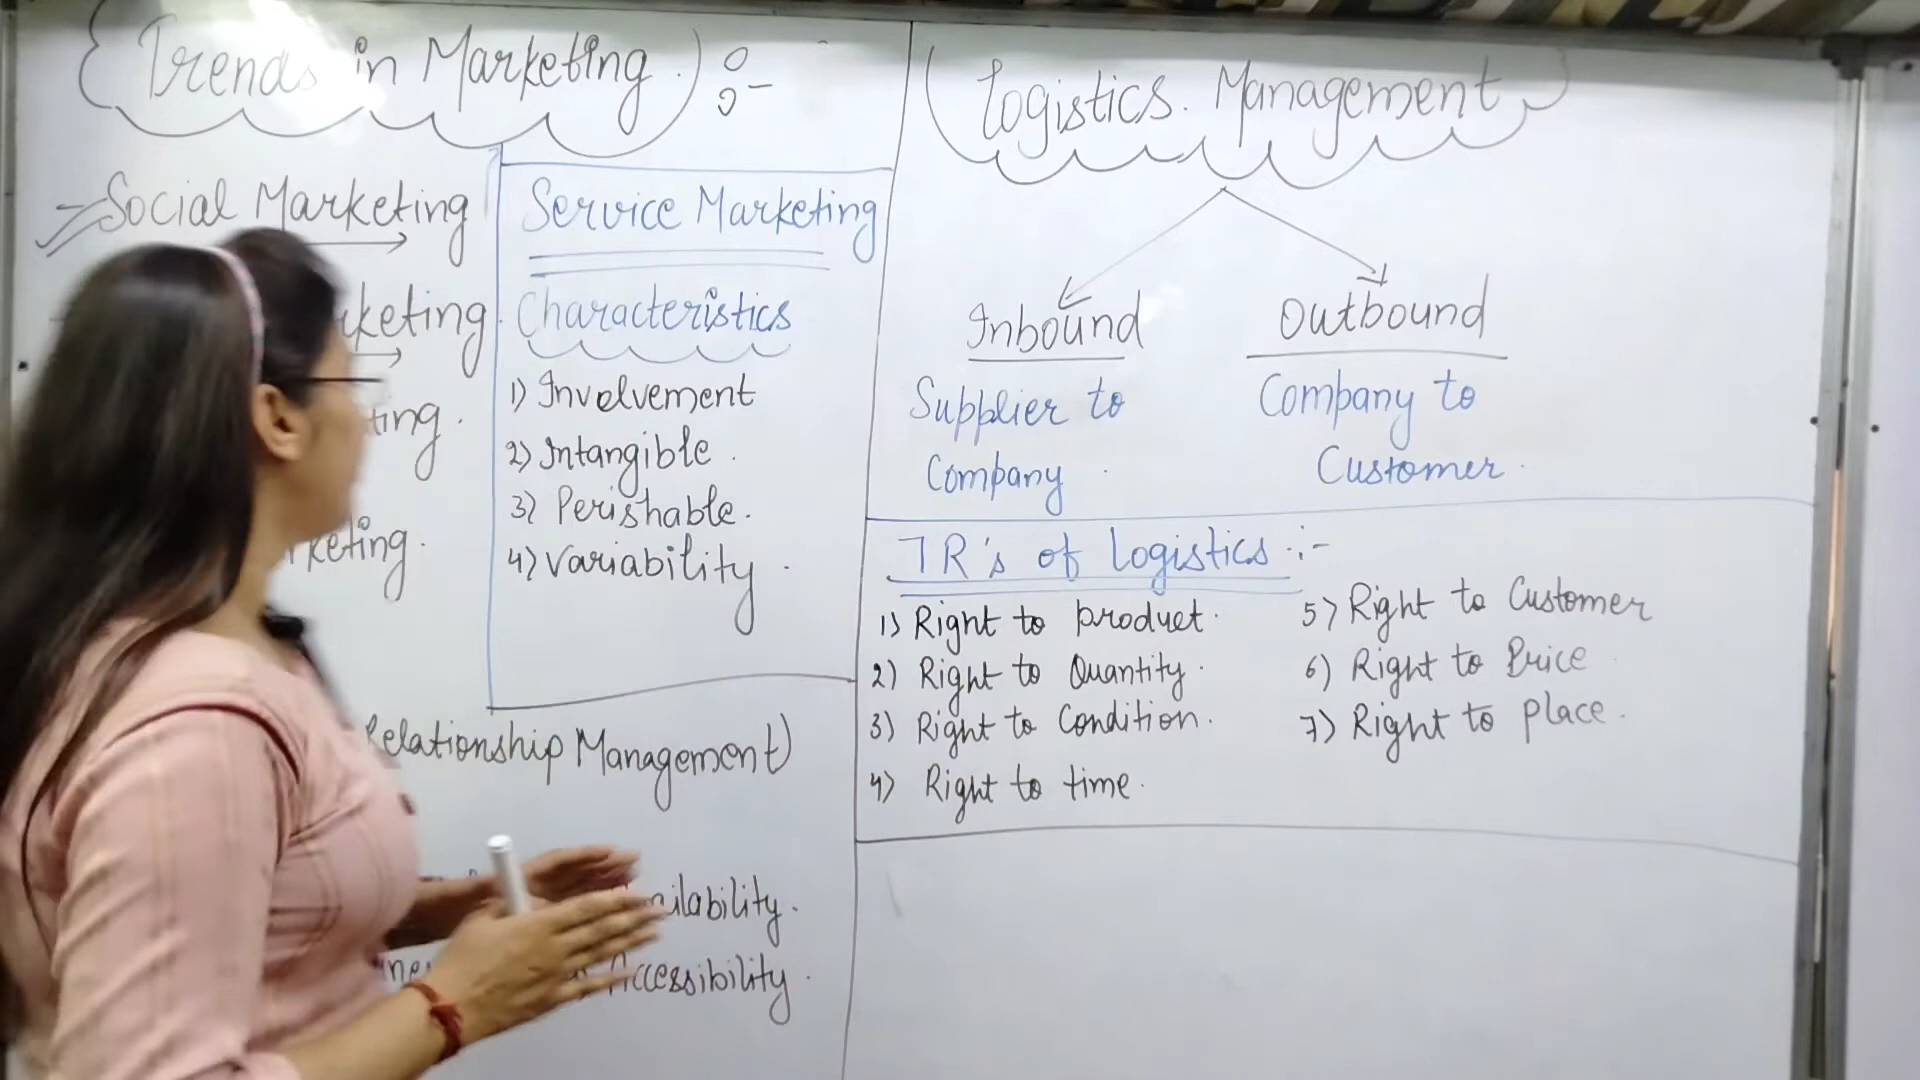 Trends in Marketing :-
Social Marketing
Service Marketing
Characteristics
1) Involvement
2) Intangible.
3) Perishable.
4) Variability.
Relationship Management)
Accessibility.
Logistics Management
Inbound
Supplier to
Company
Outbound
Company to
Customer.
7R's of Logistics :-
1) Right to product.
2) Right to Quantity.
3) Right to Condition.
4) Right to time.
5) Right to Customer
6) Right to Price
7) Right to place.